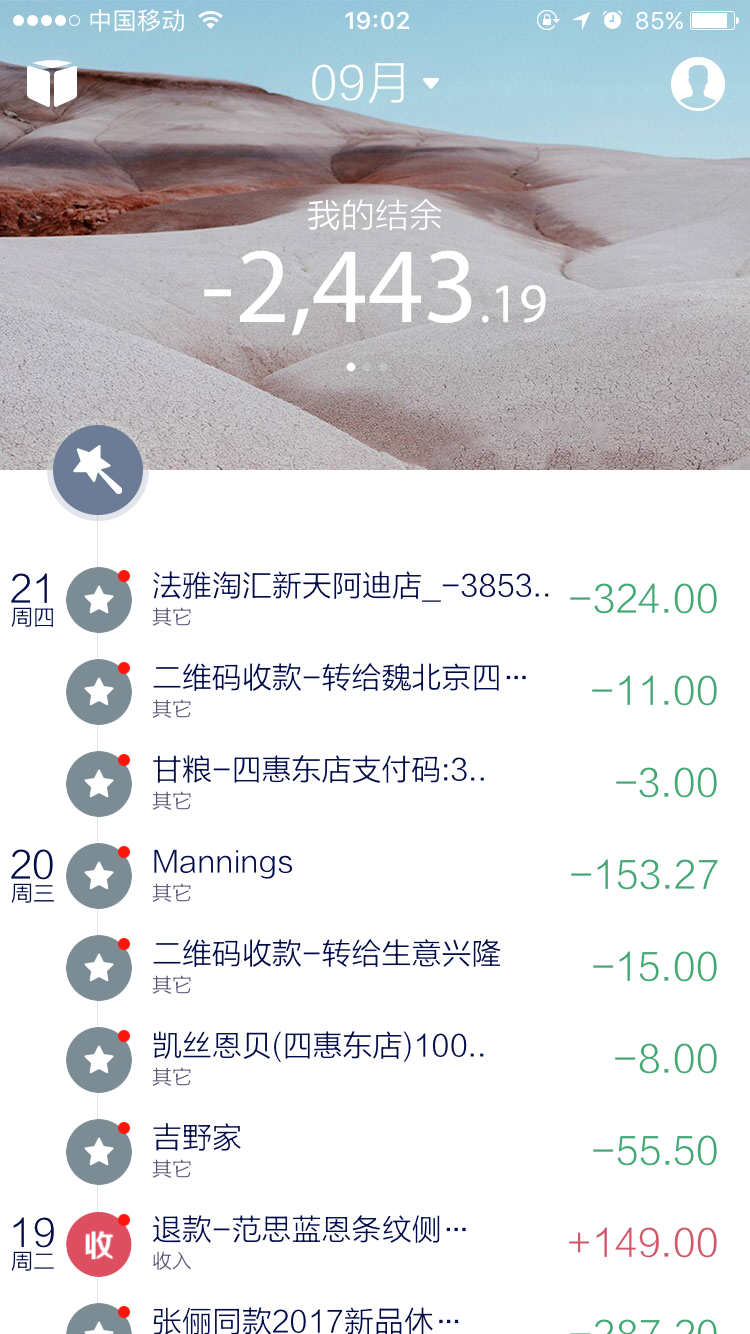 中国移动 19:02 85%
09月
我的结余
-2,443.19
21 法雅淘汇新天阿迪店_-3853.. -324.00
周四 其它
二维码收款-转给魏北京四… -11.00
其它
甘粮-四惠东店支付码:3.. -3.00
其它
20 Mannings -153.27
周三 其它
二维码收款-转给生意兴隆 -15.00
其它
凯丝恩贝(四惠东店)100.. -8.00
其它
吉野家 -55.50
其它
19 收 退款-范思蓝恩条纹侧… +149.00
周二 收入
张俪同款2017新品休… -287.20